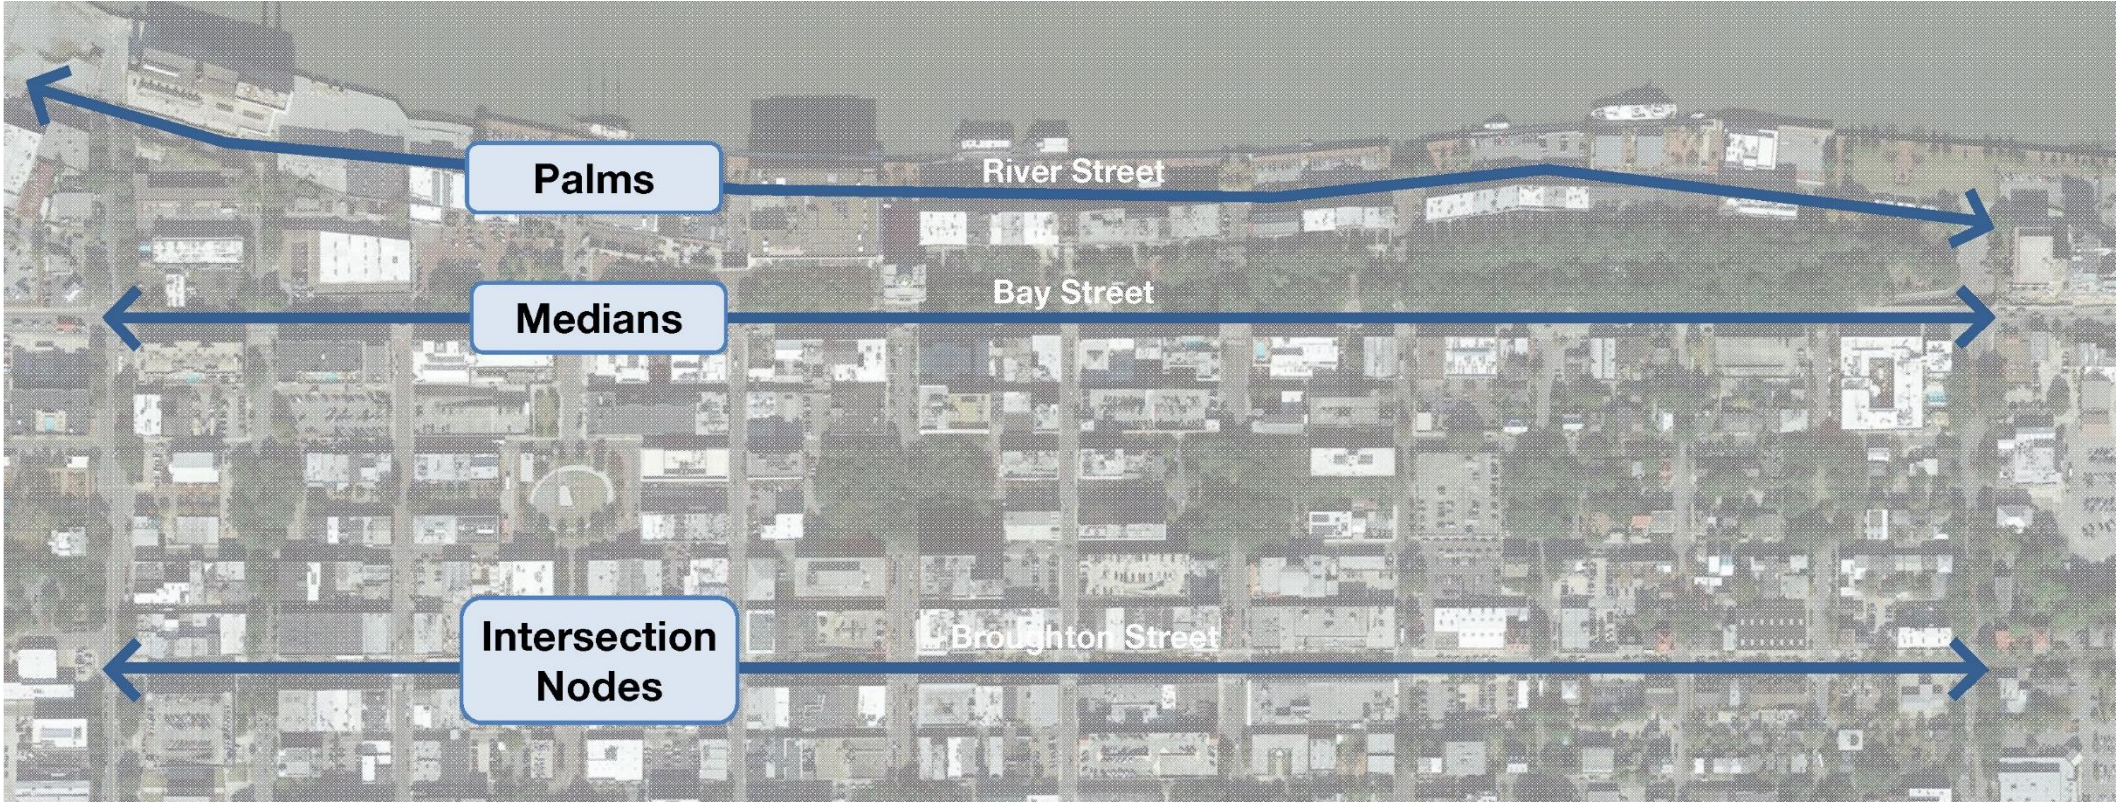 Palms
River Street
Bay Street
Medians
Intersection
Nodes
Broughton Street